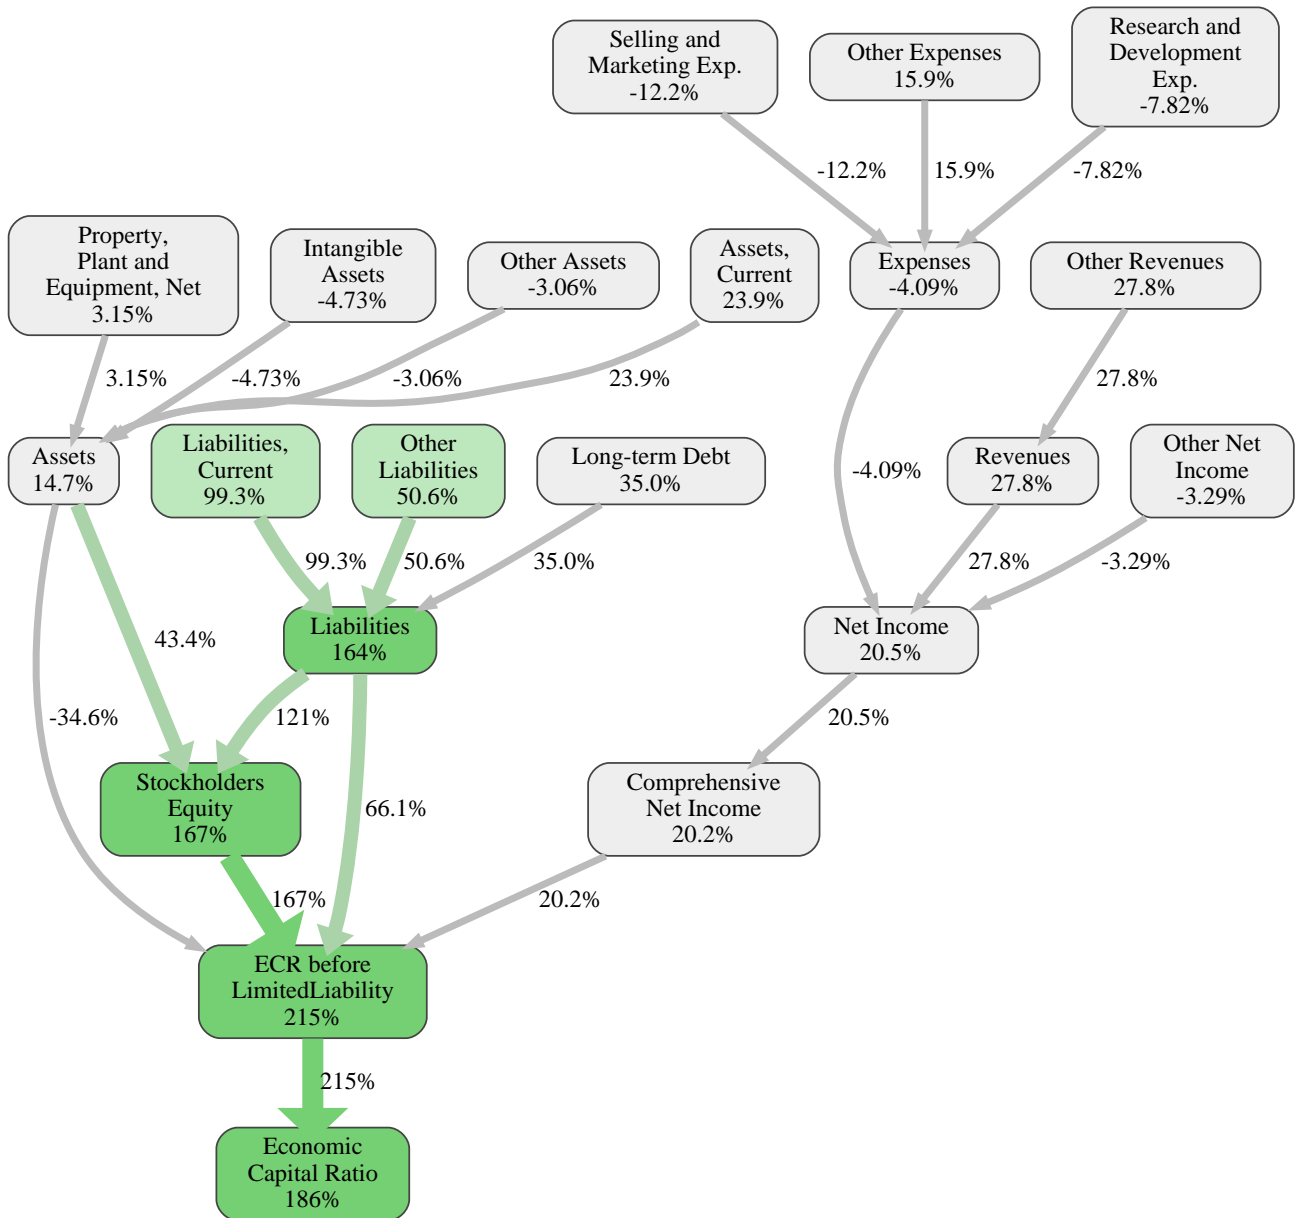 Selling and
Marketing Exp.
-12.2%
Other Expenses
15.9%
Research and
Development
Exp.
-7.82%
-12.2%
15.9%
-7.82%
Property,
Plant and
Equipment, Net
3.15%
Intangible
Assets
-4.73%
Other Assets
-3.06%
Assets,
Current
23.9%
Expenses
-4.09%
Other Revenues
27.8%
3.15%
-4.73%
-3.06%
23.9%
27.8%
Assets
14.7%
Liabilities,
Current
99.3%
Other
Liabilities
50.6%
Long-term Debt
35.0%
-4.09%
Revenues
27.8%
Other Net
Income
-3.29%
99.3%
50.6%
35.0%
27.8%
-3.29%
43.4%
Liabilities
164%
Net Income
20.5%
-34.6%
121%
20.5%
Stockholders
Equity
167%
66.1%
Comprehensive
Net Income
20.2%
167%
20.2%
ECR before
LimitedLiability
215%
215%
Economic
Capital Ratio
186%